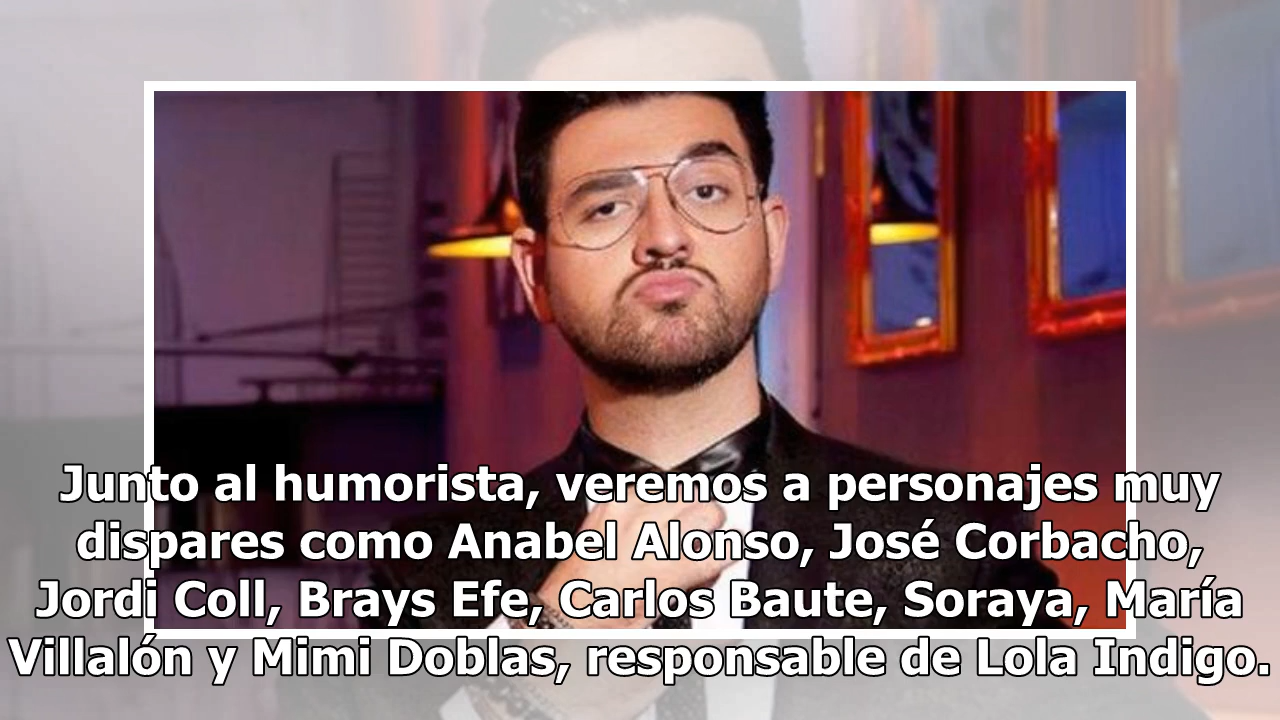 Junto al humorista, veremos a personajes muy
dispares como Anabel Alonso, José Corbacho,
Jordi Coll, Brays Efe, Carlos Baute, Soraya, María
Villalón y Mimi Doblas, responsable de Lola Indigo.